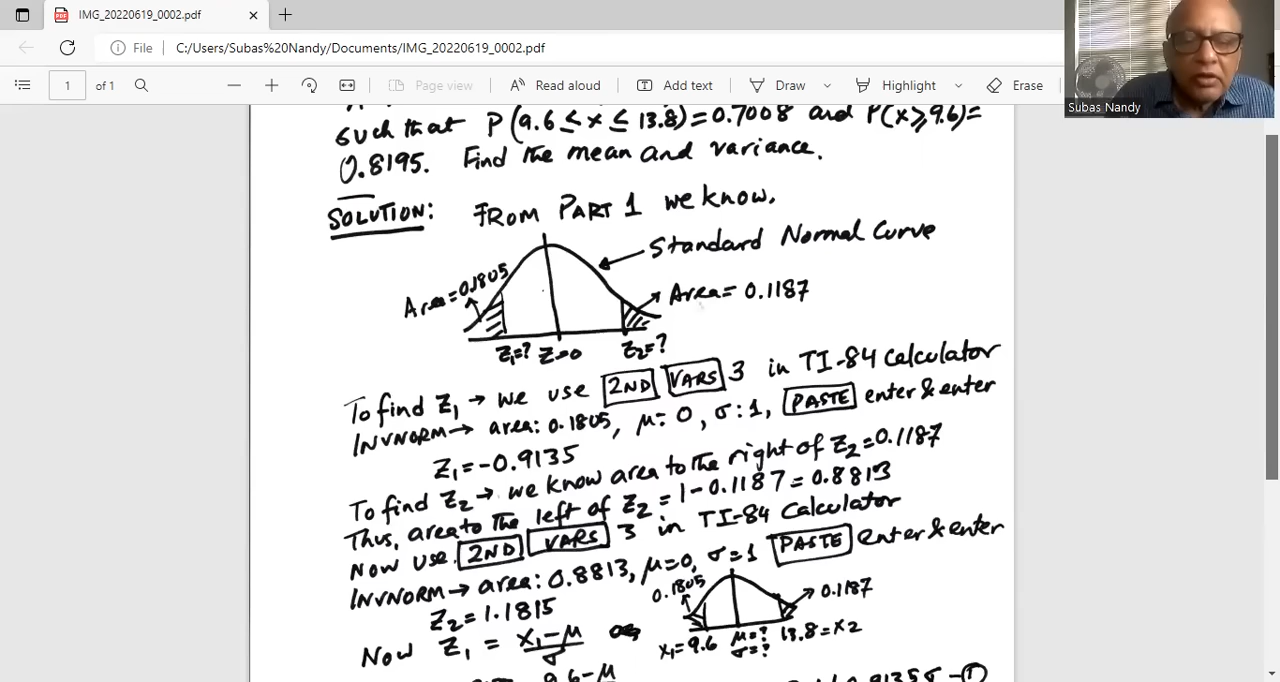 IMG_20220619_0002.pdf
File C:/Users/Subas%20Nandy/Documents/IMG_20220619_0002.pdf
1 of 1 Page view Read aloud Add text Draw Highlight Erase
Subas Nandy
such that P(9.6 ≤ x ≤ 13.8) = 0.7008 and P(x ≥ 9.6) =
0.8195. Find the mean and variance.
SOLUTION: FROM PART 1 we know,
Standard Normal Curve
Area = 0.1805
Area = 0.1187
Z1=? Z=0 Z2=?
To find Z1 → we use 2ND VARS 3 in TI-84 Calculator
INVNORM → area: 0.1805, μ: 0, σ: 1, PASTE enter & enter
Z1 = -0.9135
To find Z2 → we know area to the right of Z2 = 0.1187
Thus, area to the left of Z2 = 1 - 0.1187 = 0.8813
Now use 2ND VARS 3 in TI-84 Calculator
INVNORM → area: 0.8813, μ=0, σ=1 PASTE enter & enter
Z2 = 1.1815
0.1805 0.1187
x1=9.6 μ=? 13.8=x2
σ=?
Now Z1 = x1-μ/σ
9.6-μ